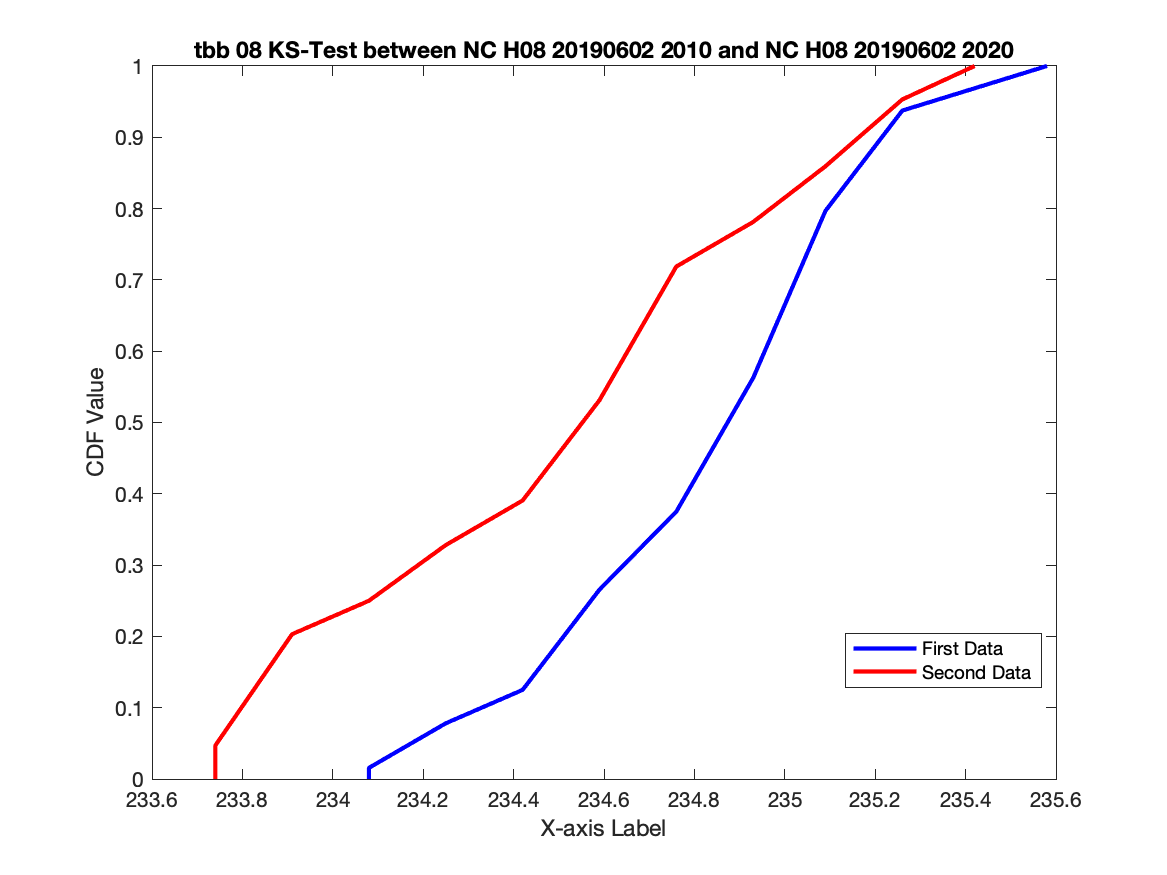 tbb 08 KS-Test between NC H08 20190602 2010 and NC H08 20190602 2020
1
0.9
0.8
0.7
0.6
0.5
0.4
0.3
0.2
0.1
0
CDF Value
First Data
Second Data
233.6 233.8 234 234.2 234.4 234.6 234.8 235 235.2 235.4 235.6
X-axis Label